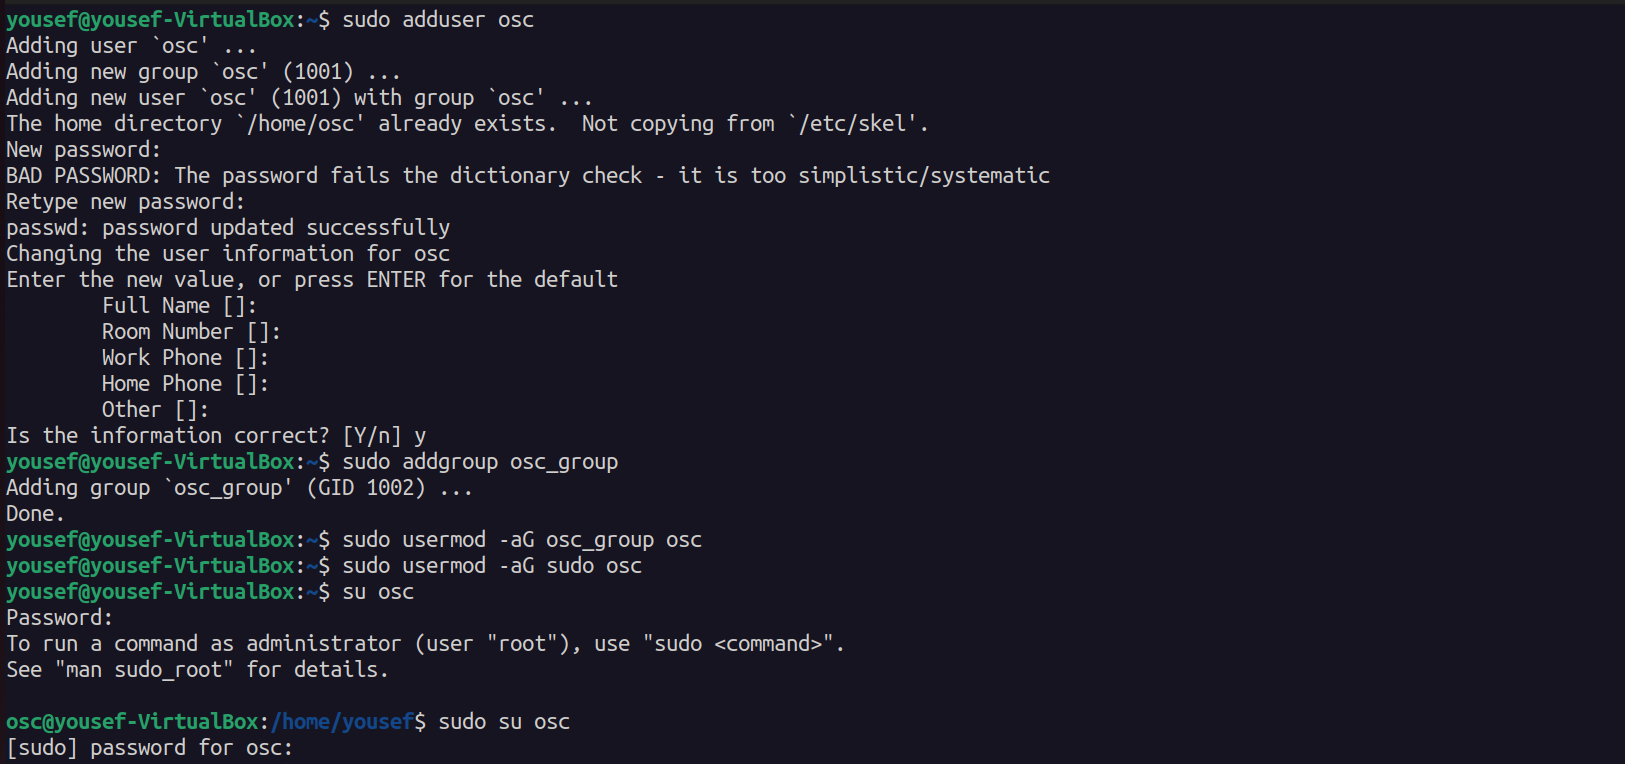 yousef@yousef-VirtualBox:~$ sudo adduser osc
Adding user `osc' ...
Adding new group `osc' (1001) ...
Adding new user `osc' (1001) with group `osc' ...
The home directory `/home/osc' already exists.  Not copying from `/etc/skel'.
New password:
BAD PASSWORD: The password fails the dictionary check - it is too simplistic/systematic
Retype new password:
passwd: password updated successfully
Changing the user information for osc
Enter the new value, or press ENTER for the default
        Full Name []:
        Room Number []:
        Work Phone []:
        Home Phone []:
        Other []:
Is the information correct? [Y/n] y
yousef@yousef-VirtualBox:~$ sudo addgroup osc_group
Adding group `osc_group' (GID 1002) ...
Done.
yousef@yousef-VirtualBox:~$ sudo usermod -aG osc_group osc
yousef@yousef-VirtualBox:~$ sudo usermod -aG sudo osc
yousef@yousef-VirtualBox:~$ su osc
Password:
To run a command as administrator (user "root"), use "sudo <command>".
See "man sudo_root" for details.

osc@yousef-VirtualBox:/home/yousef$ sudo su osc
[sudo] password for osc: